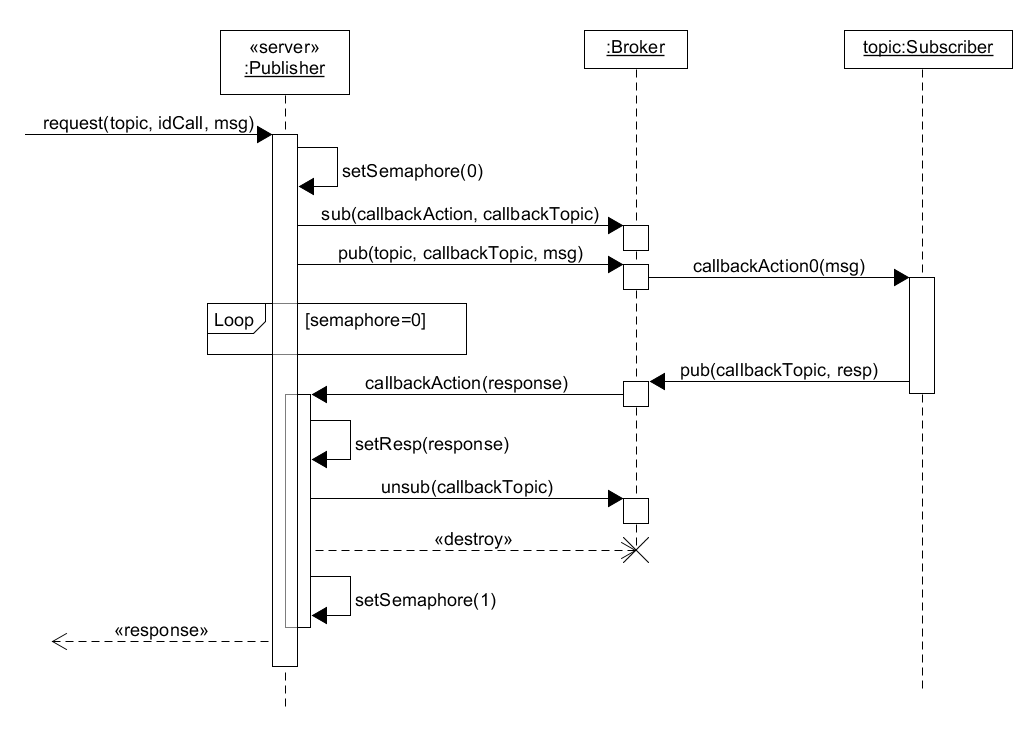 «server»
:Publisher
:Broker
topic:Subscriber
request(topic, idCall, msg)
setSemaphore(0)
sub(callbackAction, callbackTopic)
pub(topic, callbackTopic, msg)
callbackAction0(msg)
Loop
[semaphore=0]
pub(callbackTopic, resp)
callbackAction(response)
setResp(response)
unsub(callbackTopic)
«destroy»
setSemaphore(1)
«response»